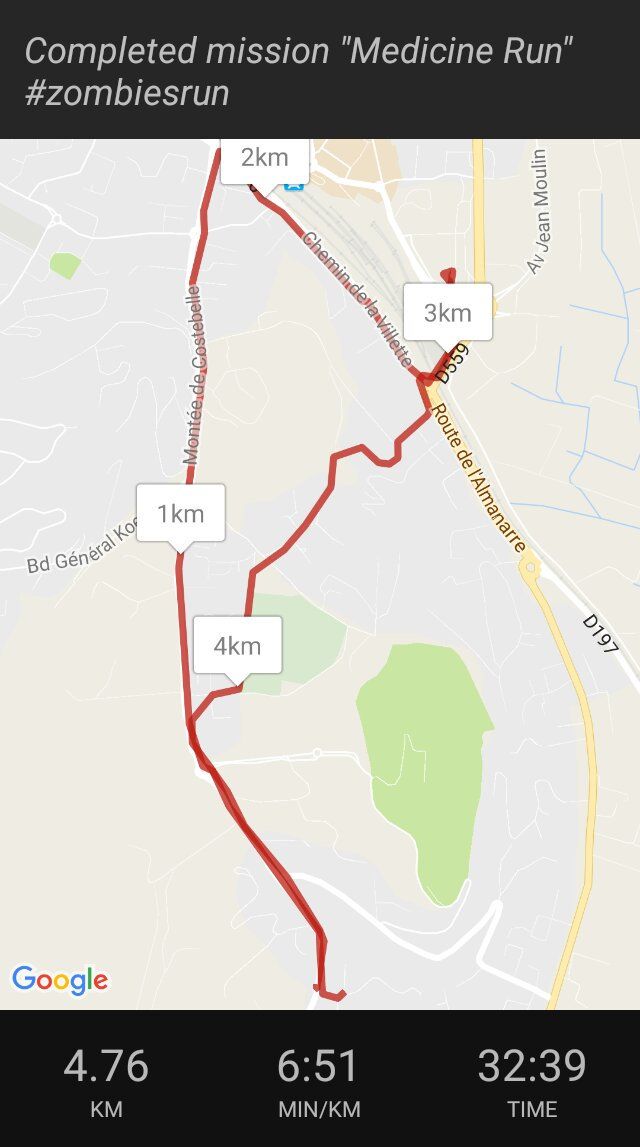 Completed mission "Medicine Run"
#zombiesrun
2km
Av Jean Moulin
Chemin de la Villette
3km
D559
Montée de Costebelle
Route de l'Almanarre
1km
Bd Général Koe
D197
4km
Google
4.76
6:51
32:39
KM
MIN/KM
TIME